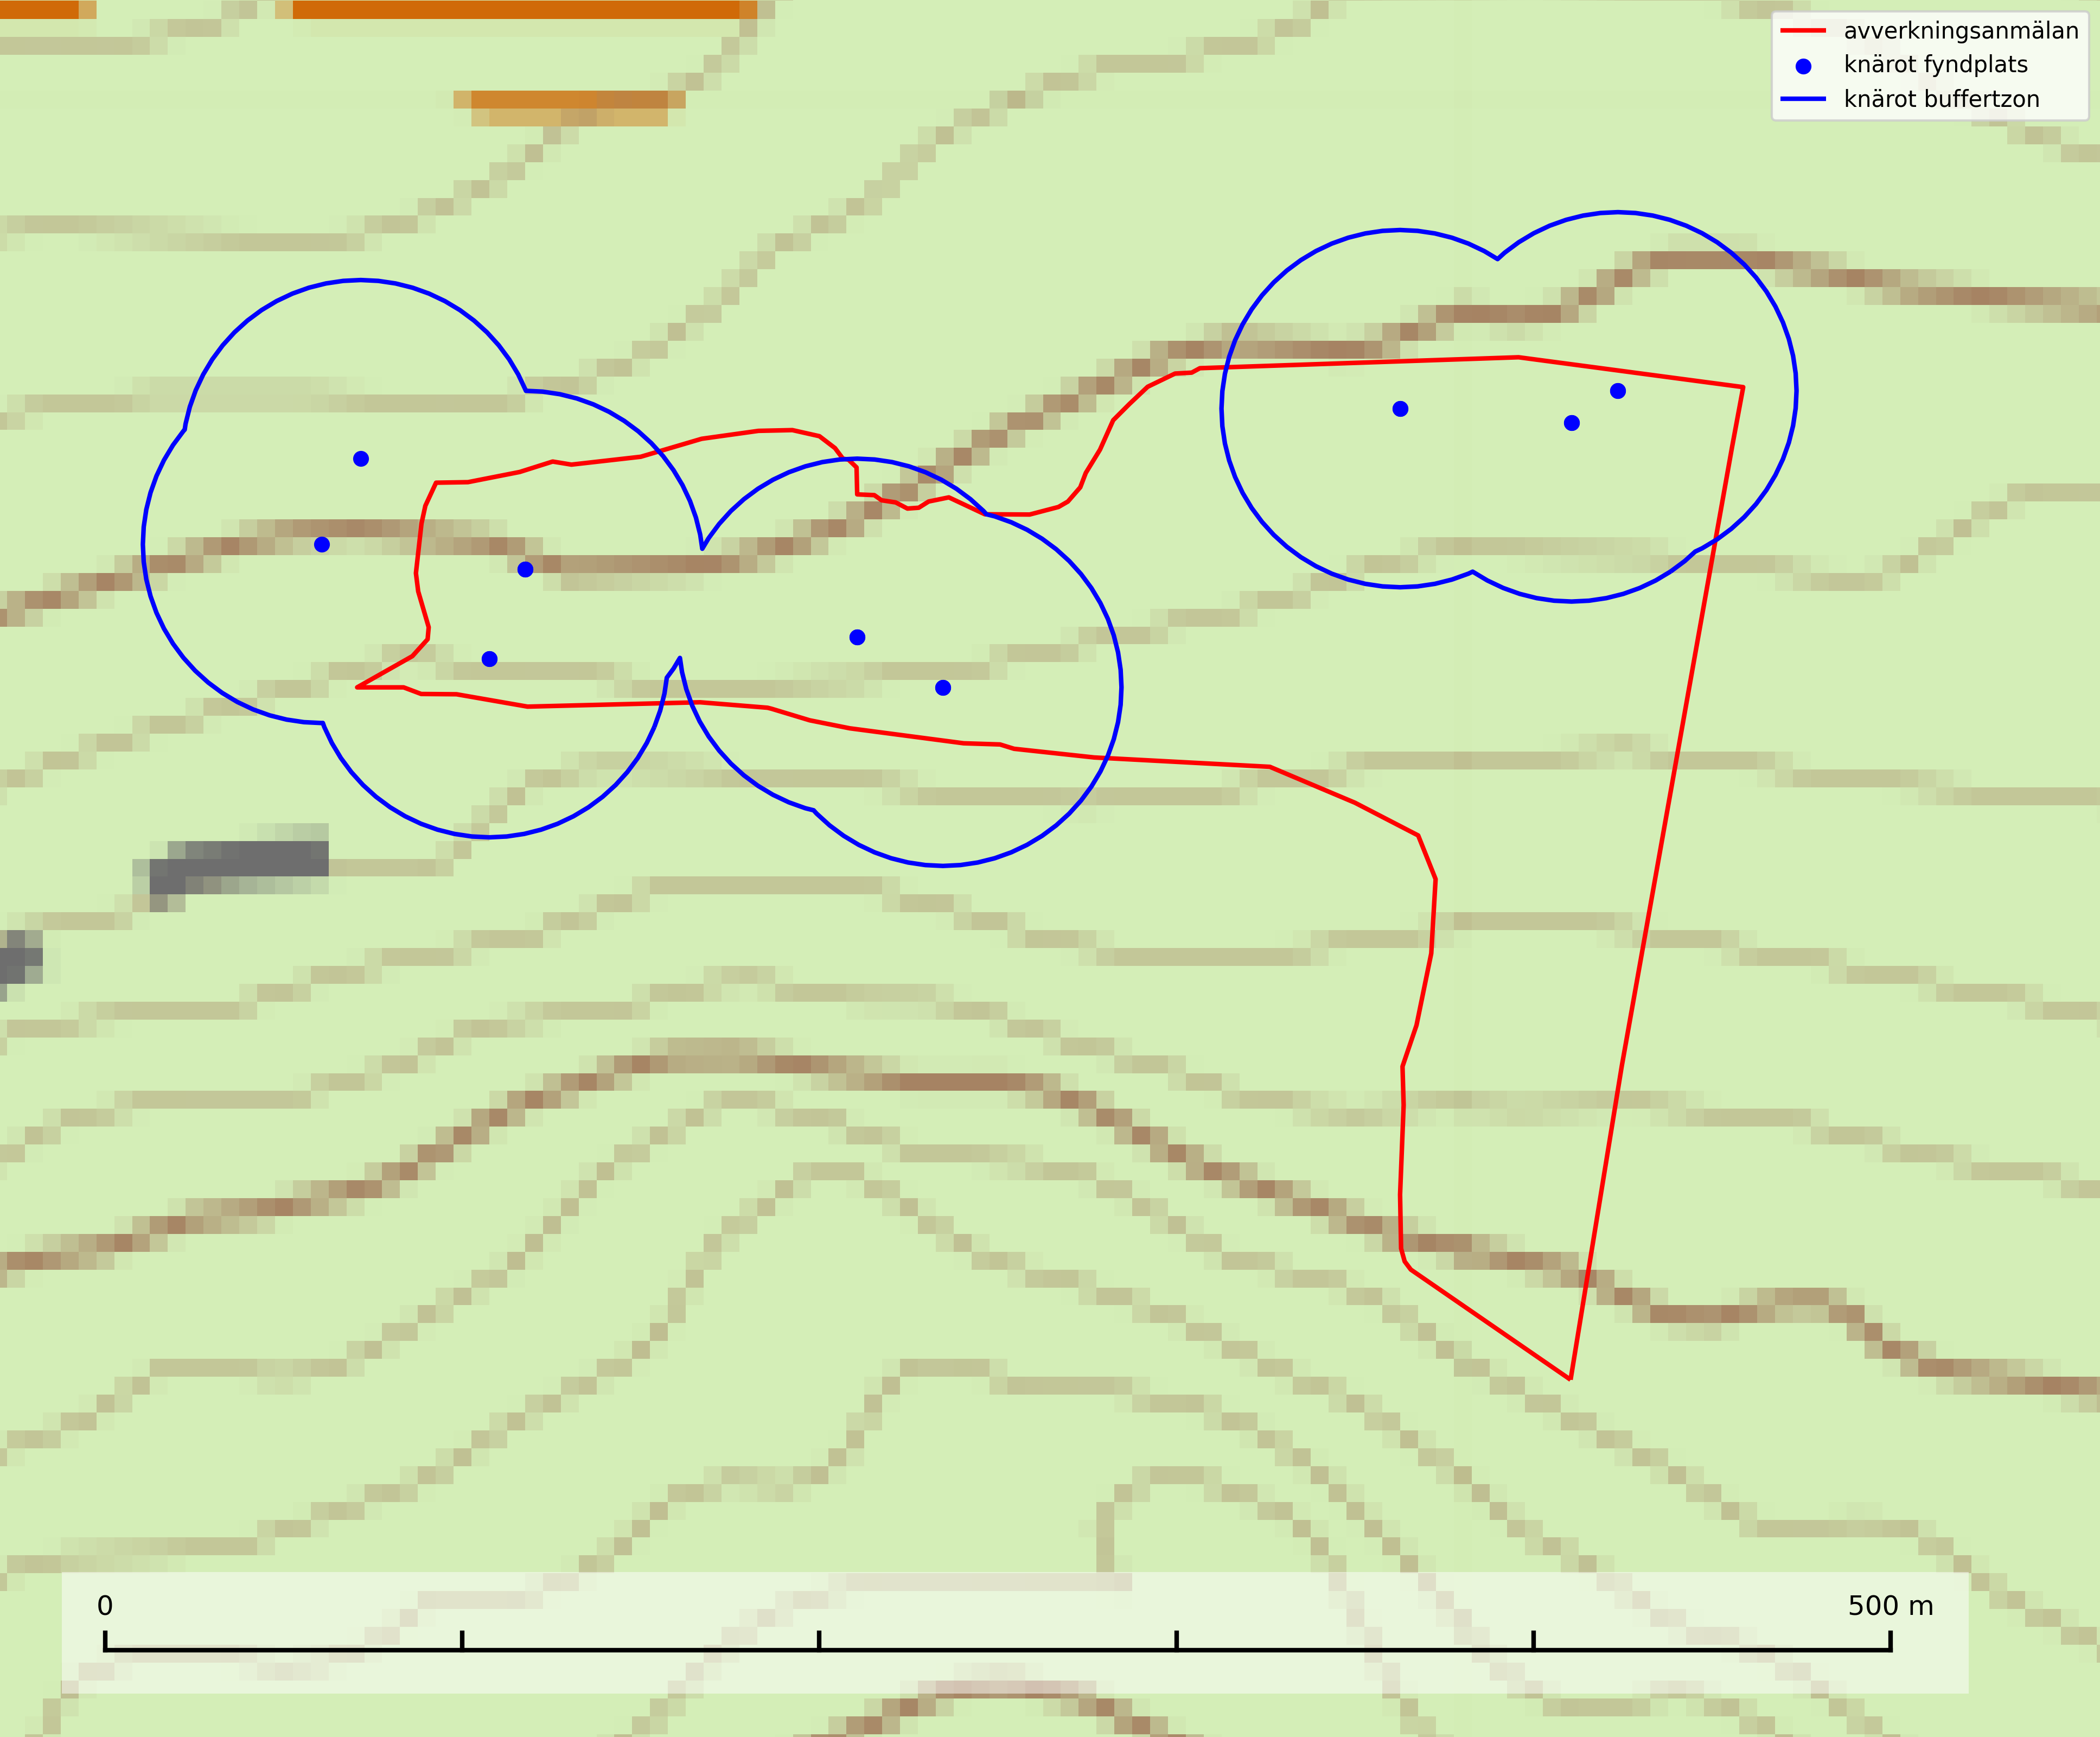 avverkningsanmälan
knärot fyndplats
knärot buffertzon
0 500 m